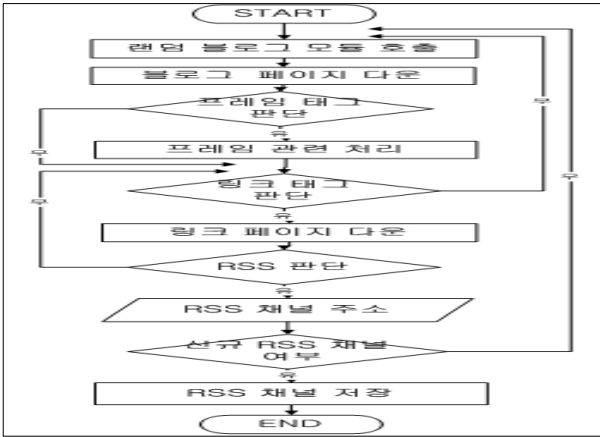 START
랜덤 블로그 모듈 호출
블로그 페이지 다운
프레임 태그
판단
유
무
프레임 관련 처리
무
무
링크 태그
판단
무
유
링크 페이지 다운
RSS 판단
유
RSS 채널 주소
신규 RSS 채널
여부
유
RSS 채널 저장
END